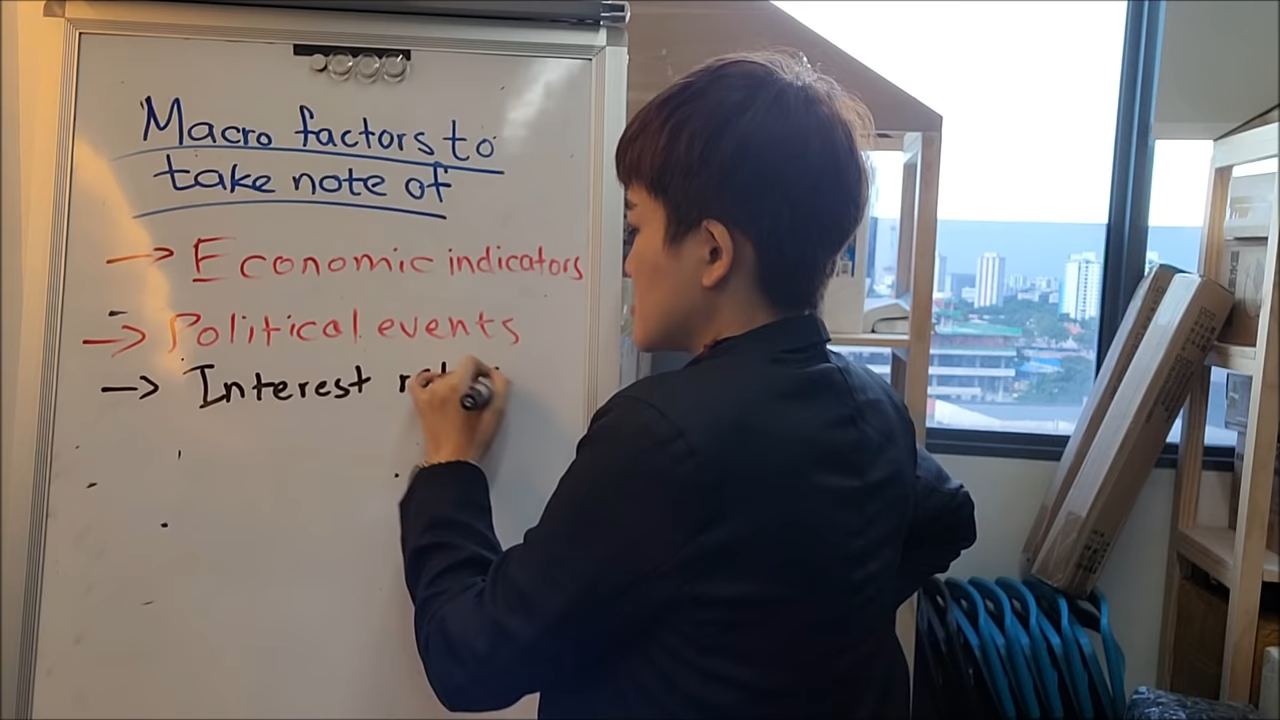 Macro factors to
take note of
→ Economic indicators
→ Political events
→ Interest